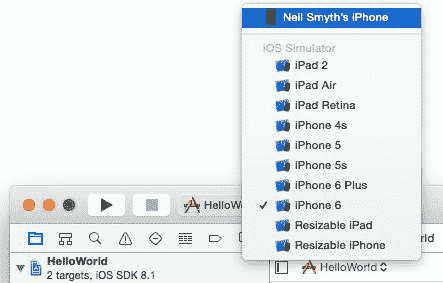 Neil Smyth's iPhone
iOS Simulator
iPad 2
iPad Air
iPad Retina
iPhone 4s
iPhone 5
iPhone 5s
iPhone 6 Plus
iPhone 6
Resizable iPad
Resizable iPhone
HelloWo
HelloWorld
2 targets, iOS SDK 8.1
HelloWorld